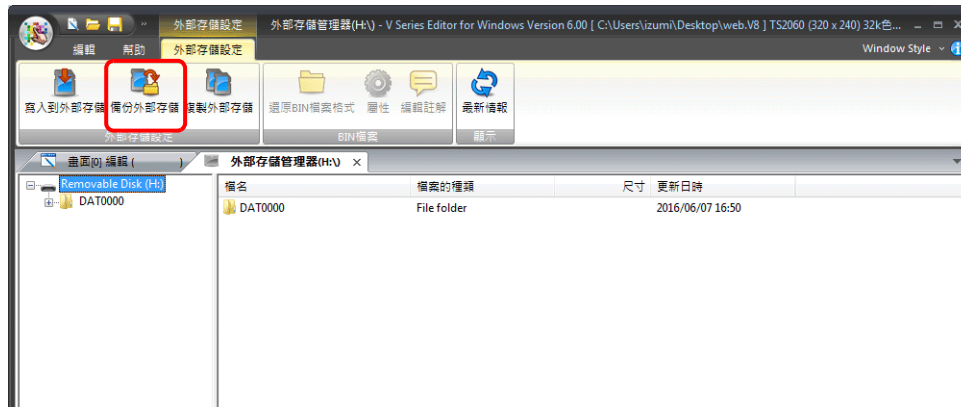 外部存儲設定 外部存儲管理器(H:\) - V Series Editor for Windows Version 6.00 [ C:\Users\izumi\Desktop\web.V8 ] TS2060 (320 x 240) 32k色...
編輯 幫助 外部存儲設定 Window Style
寫入到外部存儲 備份外部存儲 復製外部存儲 還原BIN檔案格式 屬性 編輯註解 最新情報
外部存儲設定 BIN檔案 顯示
畫面[0] 編輯 ( ) 外部存儲管理器(H:\) ×
Removable Disk (H:) 檔名 檔案的種類 尺寸 更新日時
DAT0000 DAT0000 File folder 2016/06/07 16:50